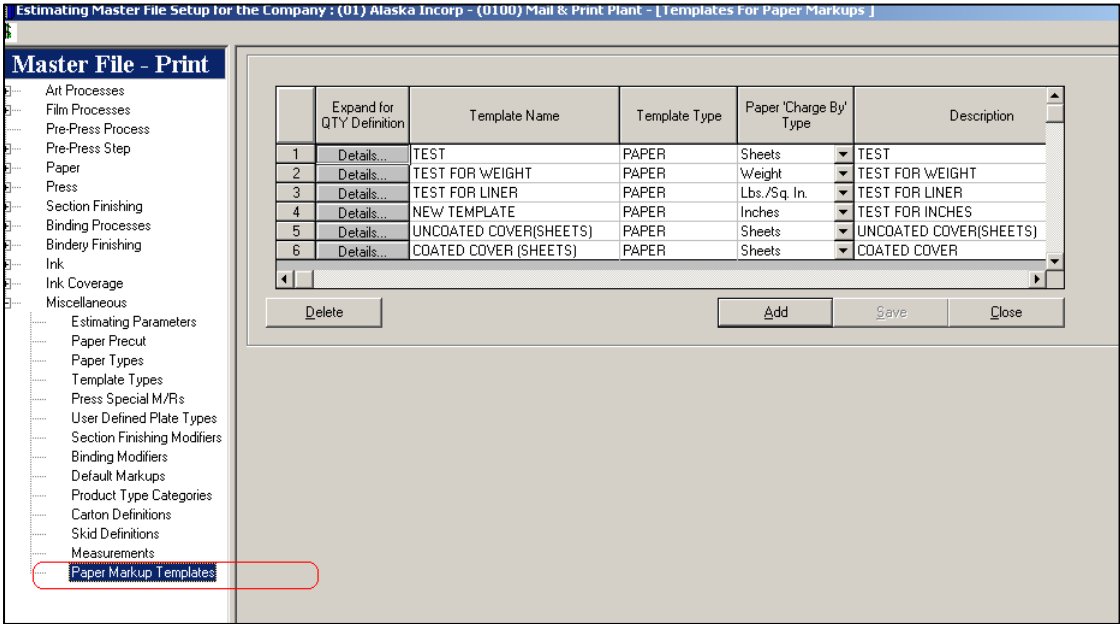 Estimating Master File Setup for the Company : (01) Alaska Incorp - (0100) Mail & Print Plant - [Templates For Paper Markups ]
$
Master File - Print
Art Processes
Film Processes
Pre-Press Process
Pre-Press Step
Paper
Press
Section Finishing
Binding Processes
Bindery Finishing
Ink
Ink Coverage
Miscellaneous
Estimating Parameters
Paper Precut
Paper Types
Template Types
Press Special M/Rs
User Defined Plate Types
Section Finishing Modifiers
Binding Modifiers
Default Markups
Product Type Categories
Carton Definitions
Skid Definitions
Measurements
Paper Markup Templates
Expand for QTY Definition Template Name Template Type Paper 'Charge By' Type Description
1 Details... TEST PAPER Sheets TEST
2 Details... TEST FOR WEIGHT PAPER Weight TEST FOR WEIGHT
3 Details... TEST FOR LINER PAPER Lbs./Sq. In. TEST FOR LINER
4 Details... NEW TEMPLATE PAPER Inches TEST FOR INCHES
5 Details... UNCOATED COVER(SHEETS) PAPER Sheets UNCOATED COVER(SHEETS)
6 Details... COATED COVER (SHEETS) PAPER Sheets COATED COVER
Delete Add Save Close